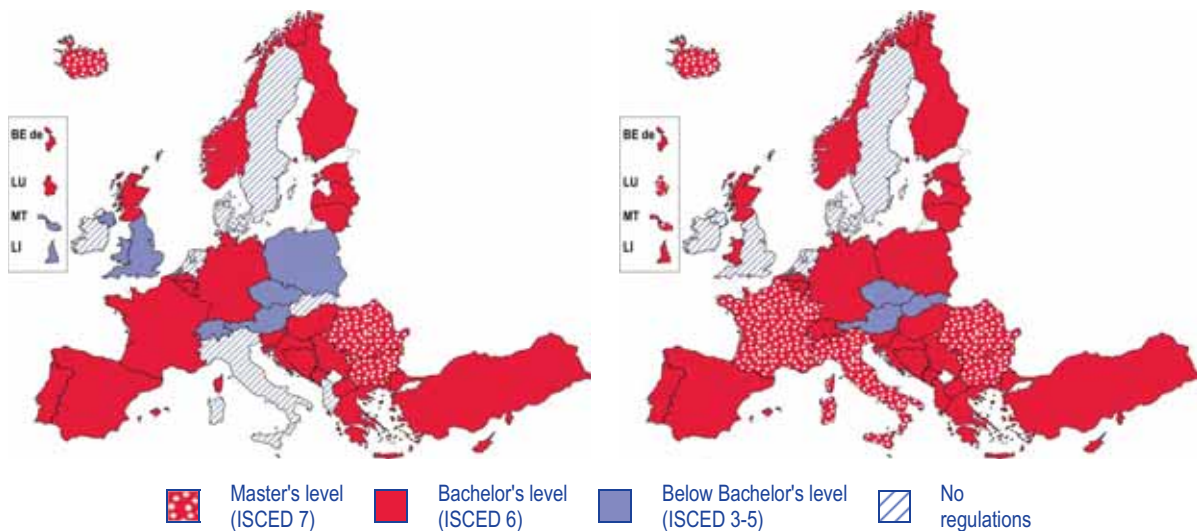 BE de
LU
MT
LI
BE de
LU
MT
LI
Master's level
(ISCED 7)
Bachelor's level
(ISCED 6)
Below Bachelor's level
(ISCED 3-5)
No
regulations